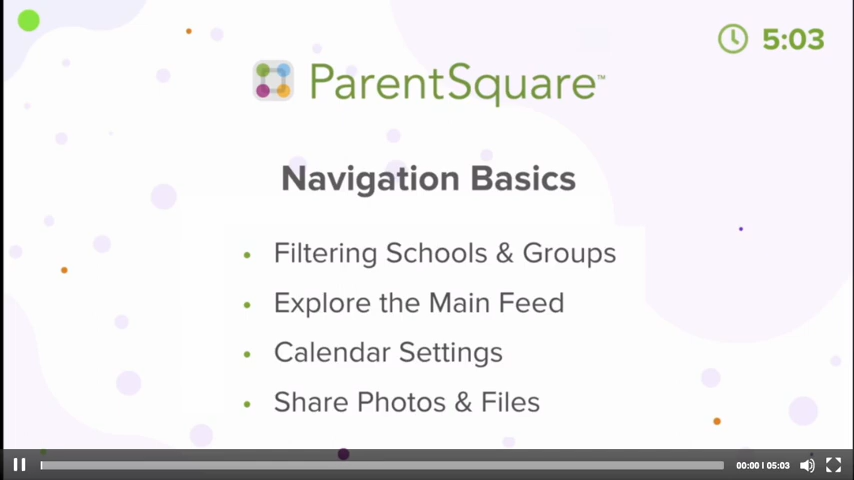 5:03
ParentSquare™
Navigation Basics
• Filtering Schools & Groups
• Explore the Main Feed
• Calendar Settings
• Share Photos & Files
00:00 | 05:03